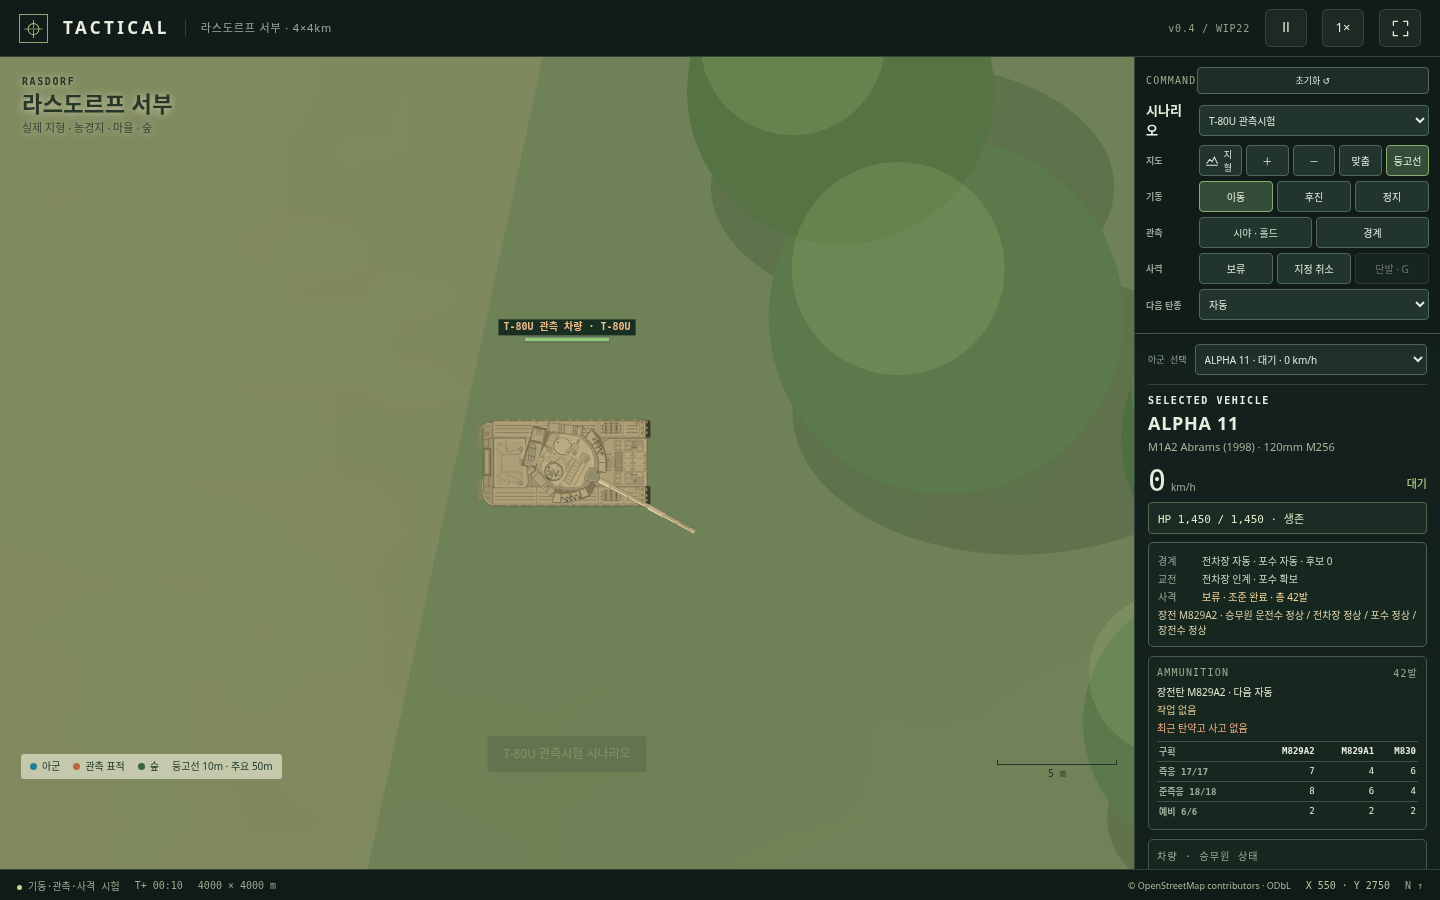 TACTICAL
라스도르프 서부 · 4×4km
v0.4 / WIP22
II
1×
RASDORF
라스도르프 서부
실제 지형 · 농경지 · 마을 · 숲
T-80U 관측 차량 · T-80U
T-80U 관측시험 시나리오
아군
관측 표적
숲
등고선 10m · 주요 50m
5 m
COMMAND
초기화 ↺
시나리
오
T-80U 관측시험
지도
지
형
+
−
맞춤
등고선
기동
이동
후진
정지
관측
시야 · 홀드
경계
사격
보류
지정 취소
단발 · G
다음 탄종
자동
아군 선택
ALPHA 11 · 대기 · 0 km/h
SELECTED VEHICLE
ALPHA 11
M1A2 Abrams (1998) · 120mm M256
0 km/h
대기
HP 1,450 / 1,450 · 생존
경계 전차장 자동 · 포수 자동 · 후보 0
교전 전차장 인계 · 포수 확보
사격 보류 · 조준 완료 · 총 42발
장전 M829A2 · 승무원 운전수 정상 / 전차장 정상 / 포수 정상 /
장전수 정상
AMMUNITION 42발
장전탄 M829A2 · 다음 자동
작업 없음
최근 탄약고 사고 없음
구획 M829A2 M829A1 M830
즉응 17/17 7 4 6
준즉응 18/18 8 6 4
예비 6/6 2 2 2
차량 · 승무원 상태
기동·관측·사격 시험
T+ 00:10
4000 × 4000 m
© OpenStreetMap contributors · ODbL
X 550 · Y 2750
N ↑